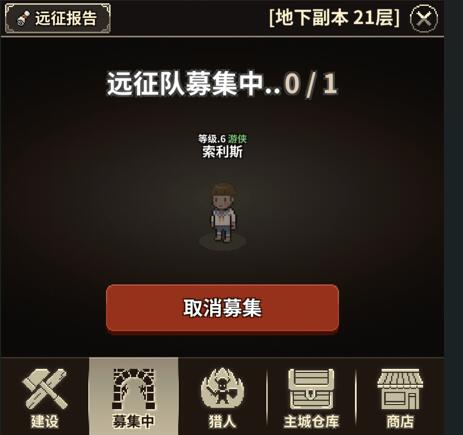 远征报告
[地下副本 21层]
远征队募集中..0/1
等级.6 游侠
索利斯
取消募集
建设
募集中
猎人
主城仓库
商店